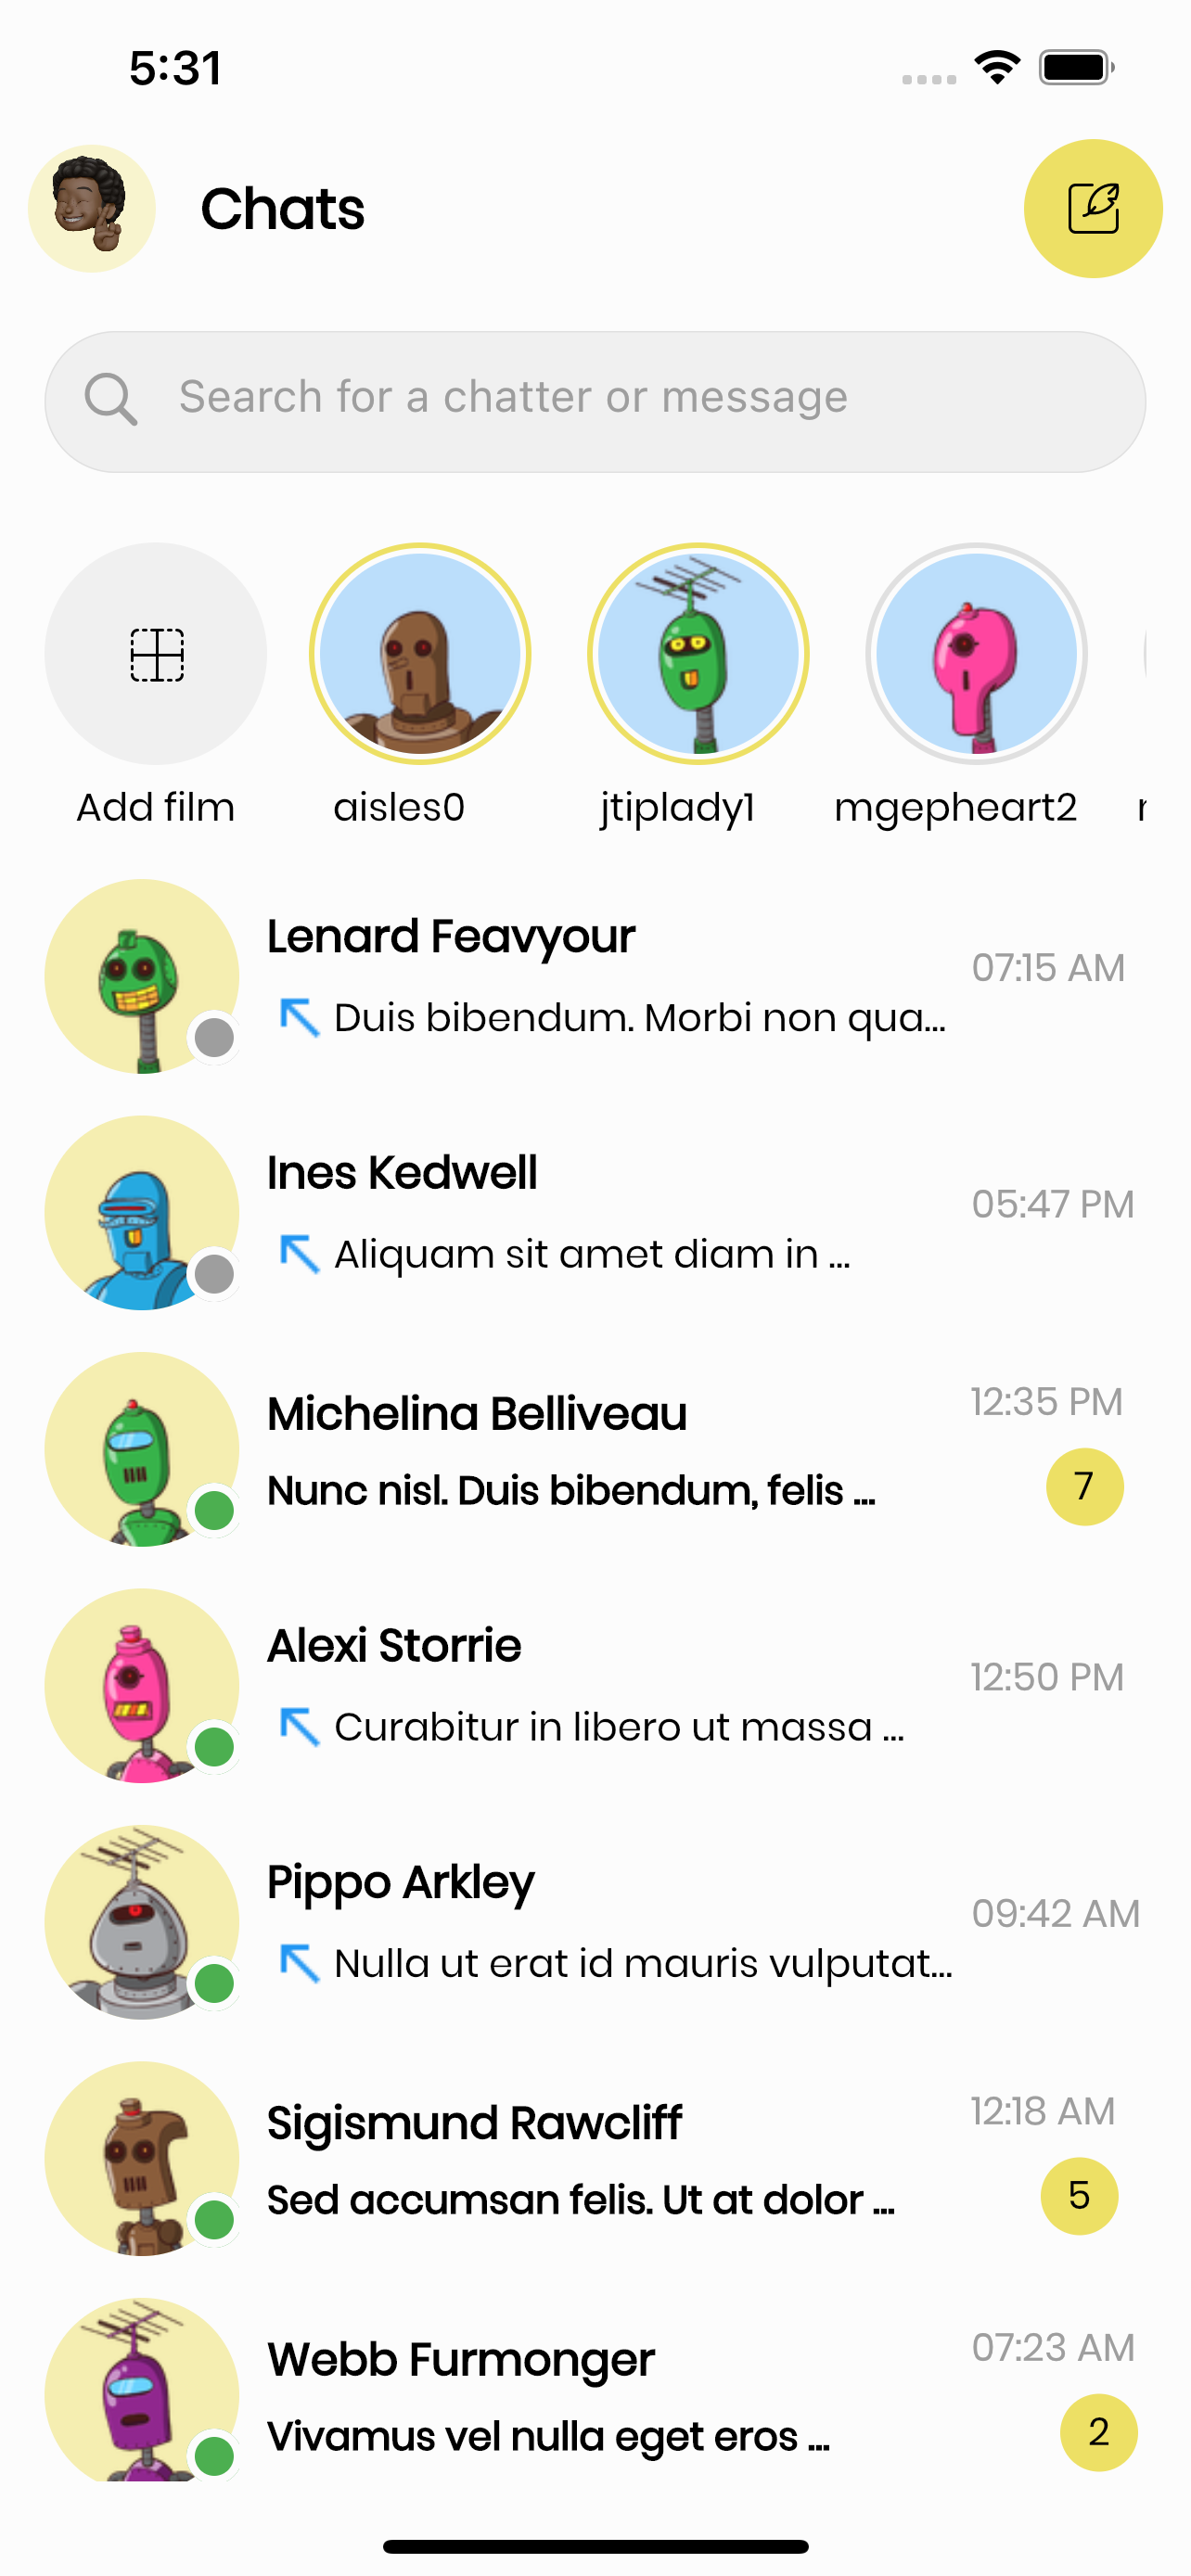 5:31
Chats
Search for a chatter or message
Add film
aisles0
jtiplady1
mgepheart2
Lenard Feavyour
07:15 AM
Duis bibendum. Morbi non qua...
Ines Kedwell
05:47 PM
Aliquam sit amet diam in ...
Michelina Belliveau
12:35 PM
Nunc nisl. Duis bibendum, felis ...
7
Alexi Storrie
12:50 PM
Curabitur in libero ut massa ...
Pippo Arkley
09:42 AM
Nulla ut erat id mauris vulputat...
Sigismund Rawcliff
12:18 AM
Sed accumsan felis. Ut at dolor ...
5
Webb Furmonger
07:23 AM
Vivamus vel nulla eget eros ...
2